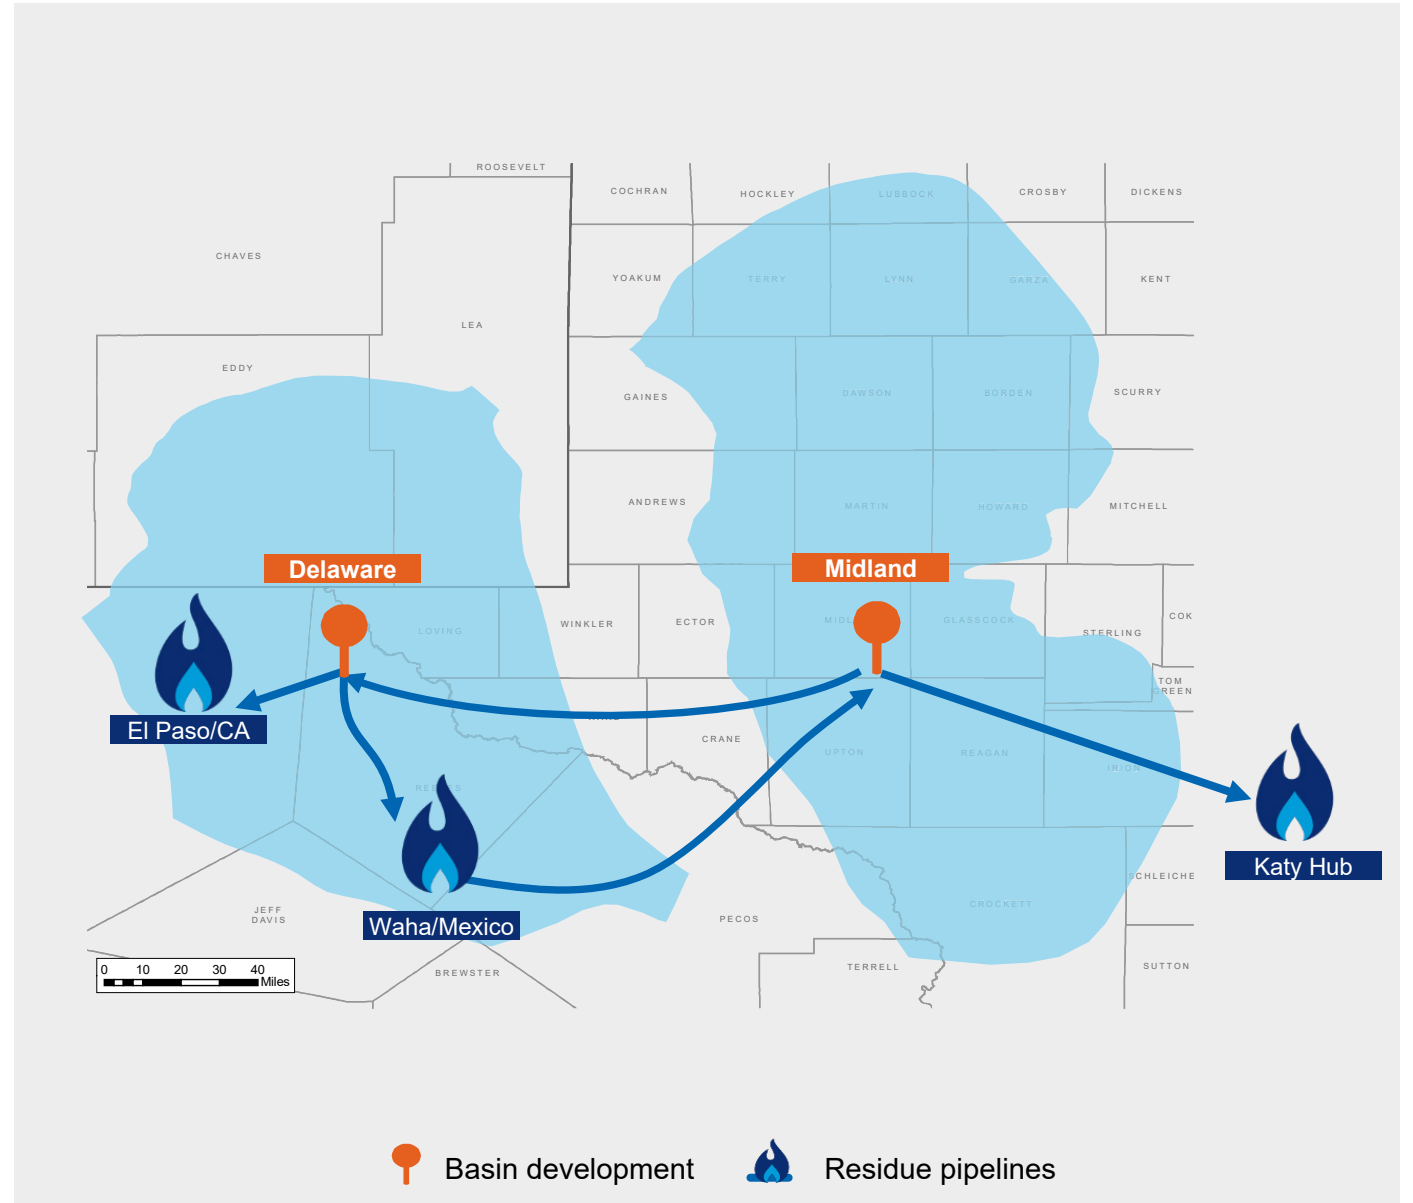 ROOSEVELT
COCHRAN
HOCKLEY
LUBBOCK
CROSBY
DICKENS
CHAVES
YOAKUM
TERRY
LYNN
GARZA
KENT
LEA
EDDY
GAINES
DAWSON
BORDEN
SCURRY
ANDREWS
MARTIN
HOWARD
MITCHELL
Delaware
Midland
LOVING
WINKLER
ECTOR
GLASSCOCK
STERLING
COK
TOM
GREEN
El Paso/CA
CRANE
UPTON
REAGAN
IRION
Katy Hub
SCHLEICHE
CROCKETT
JEFF
DAVIS
Waha/Mexico
PECOS
BREWSTER
TERRELL
SUTTON
0 10 20 30 40
Miles
Basin development
Residue pipelines